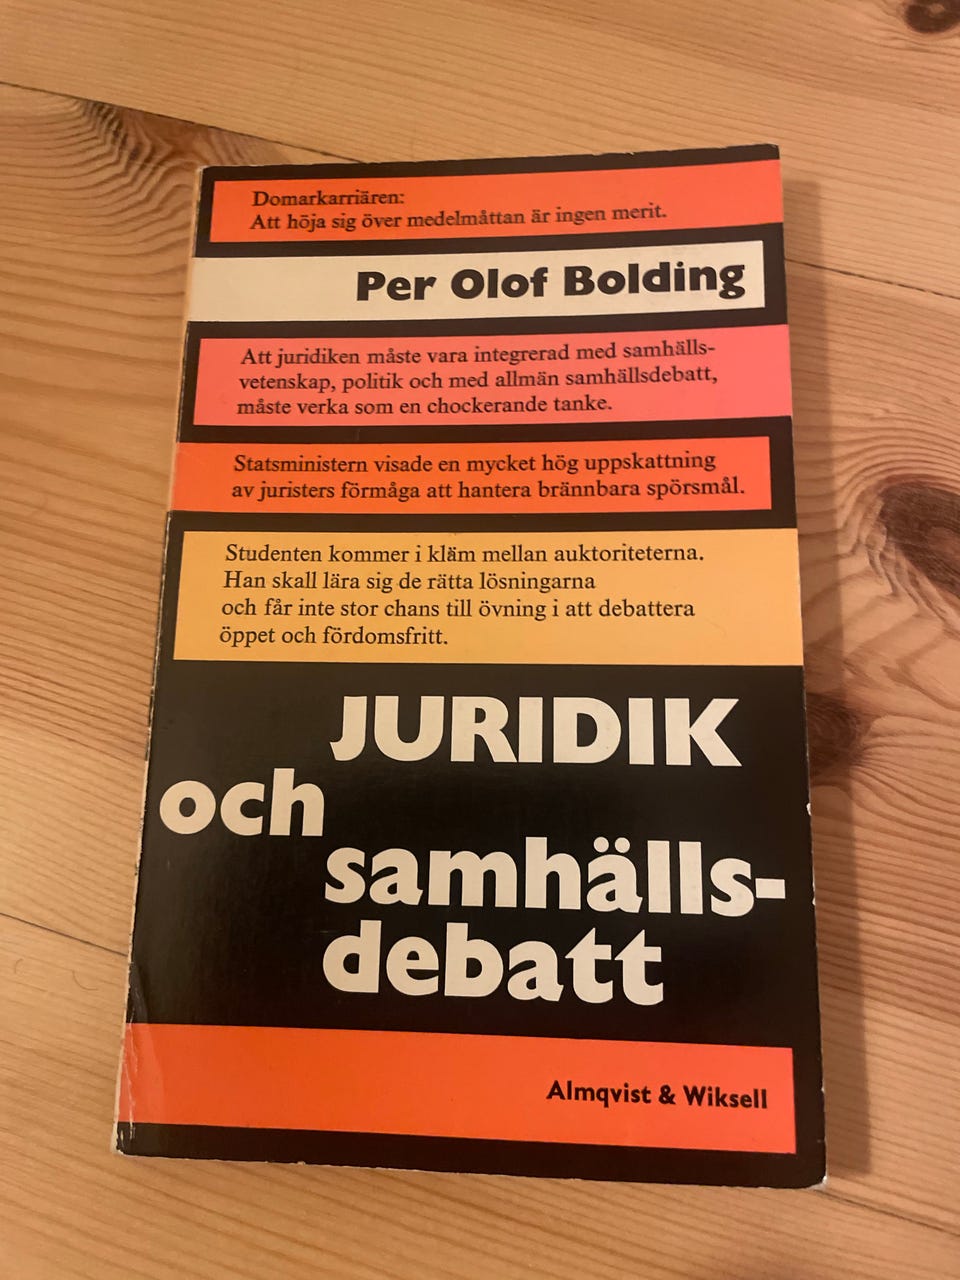 Domarkarriären:
Att höja sig över medelmåttan är ingen merit.
Per Olof Bolding
Att juridiken måste vara integrerad med samhälls-
vetenskap, politik och med allmän samhällsdebatt,
måste verka som en chockerande tanke.
Statsministern visade en mycket hög uppskattning
av juristers förmåga att hantera brännbara spörsmål.
Studenten kommer i kläm mellan auktoriteterna.
Han skall lära sig de rätta lösningarna
och får inte stor chans till övning i att debattera
öppet och fördomsfritt.
JURIDIK
och
samhälls-
debatt
Almqvist & Wiksell